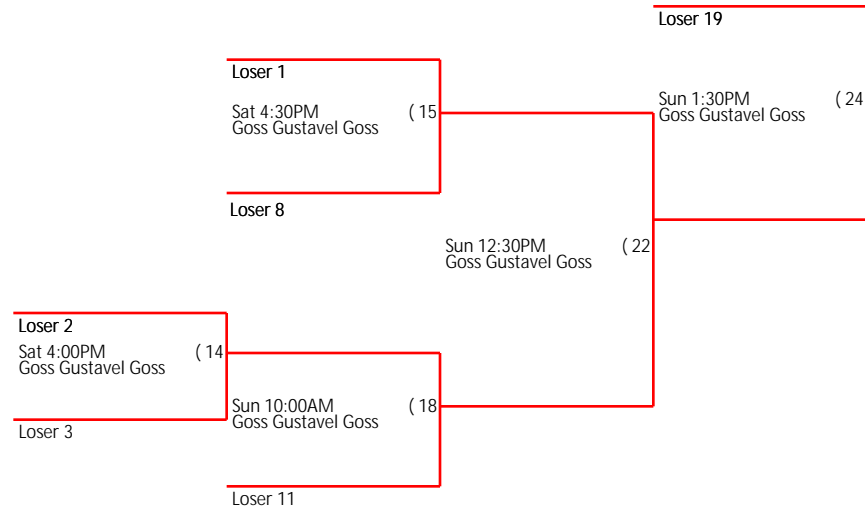 Loser 19
Loser 1
Sun 1:30PM ( 24
Goss Gustavel Goss
Sat 4:30PM ( 15
Goss Gustavel Goss
Loser 8
Sun 12:30PM ( 22
Goss Gustavel Goss
Loser 2
Sat 4:00PM ( 14
Goss Gustavel Goss
Sun 10:00AM ( 18
Goss Gustavel Goss
Loser 3
Loser 11